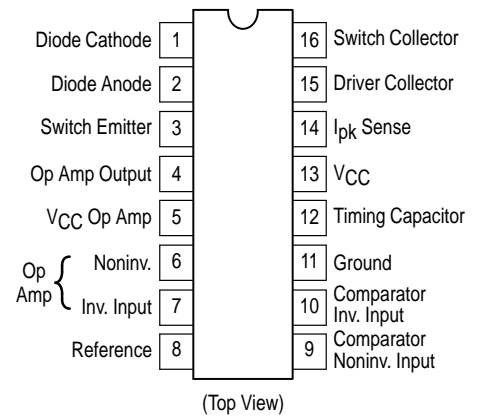 Diode Cathode 1 16 Switch Collector
Diode Anode 2 15 Driver Collector
Switch Emitter 3 14 Ipk Sense
Op Amp Output 4 13 VCC
VCC Op Amp 5 12 Timing Capacitor
Op Amp { Noninv. 6 11 Ground
Inv. Input 7 10 Comparator Inv. Input
Reference 8 9 Comparator Noninv. Input
(Top View)